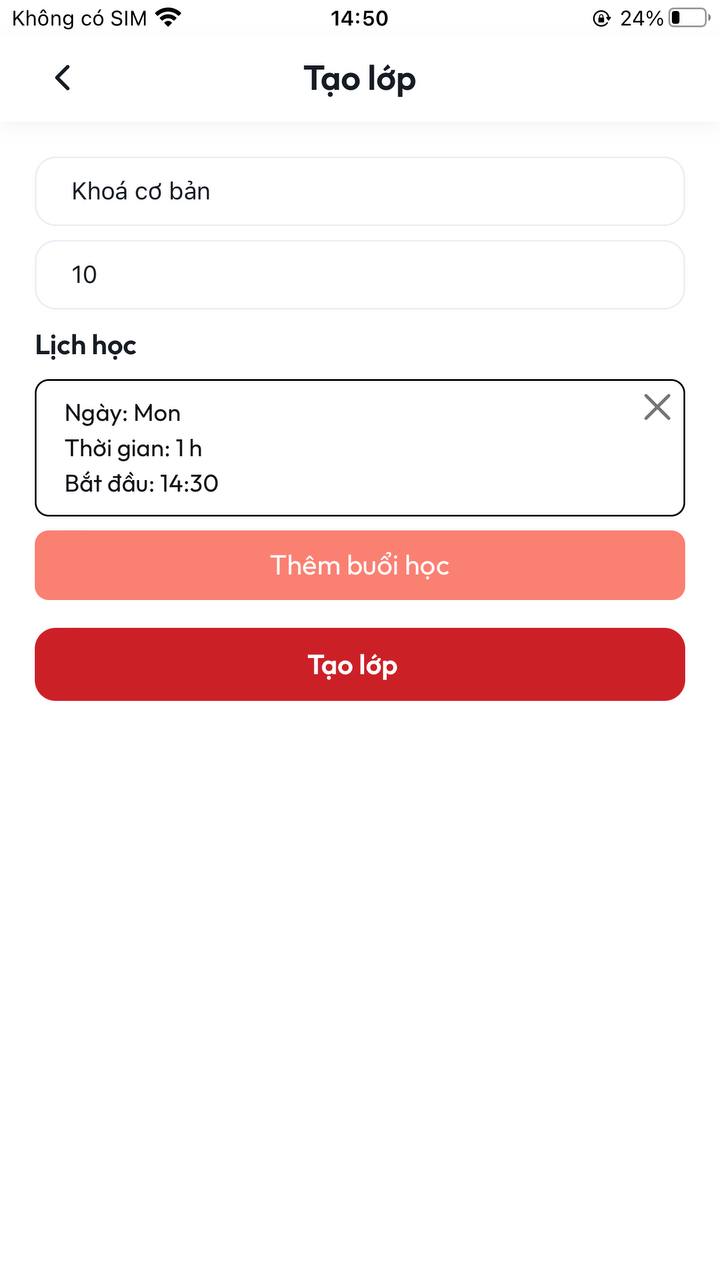 Không có SIM 14:50 24%
Tạo lớp
Khoá cơ bản
10
Lịch học
Ngày: Mon
Thời gian: 1 h
Bắt đầu: 14:30
Thêm buổi học
Tạo lớp